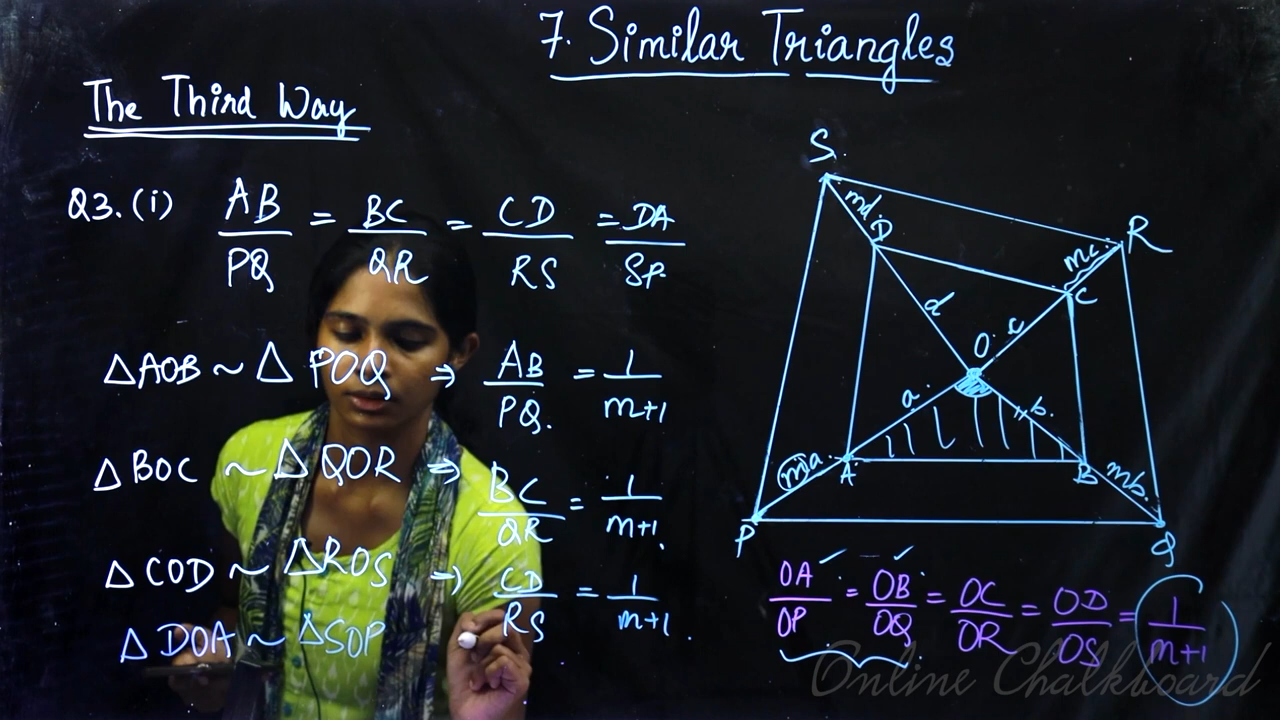 7. Similar Triangles
The Third Way
Q3. (i) AB/PQ = BC/QR = CD/RS = DA/SP
△AOB ~ △POQ ⇒ AB/PQ = 1/m+1
△BOC ~ △QOR ⇒ BC/QR = 1/m+1
△COD ~ △ROS ⇒ CD/RS = 1/m+1
△DOA ~ △SOP
S
md D
R
mc
C
d
O c
a
b
ma A
B mb
P
Q
OA/OP = OB/OQ = OC/OR = OD/OS = 1/m+1
Online Chalkboard